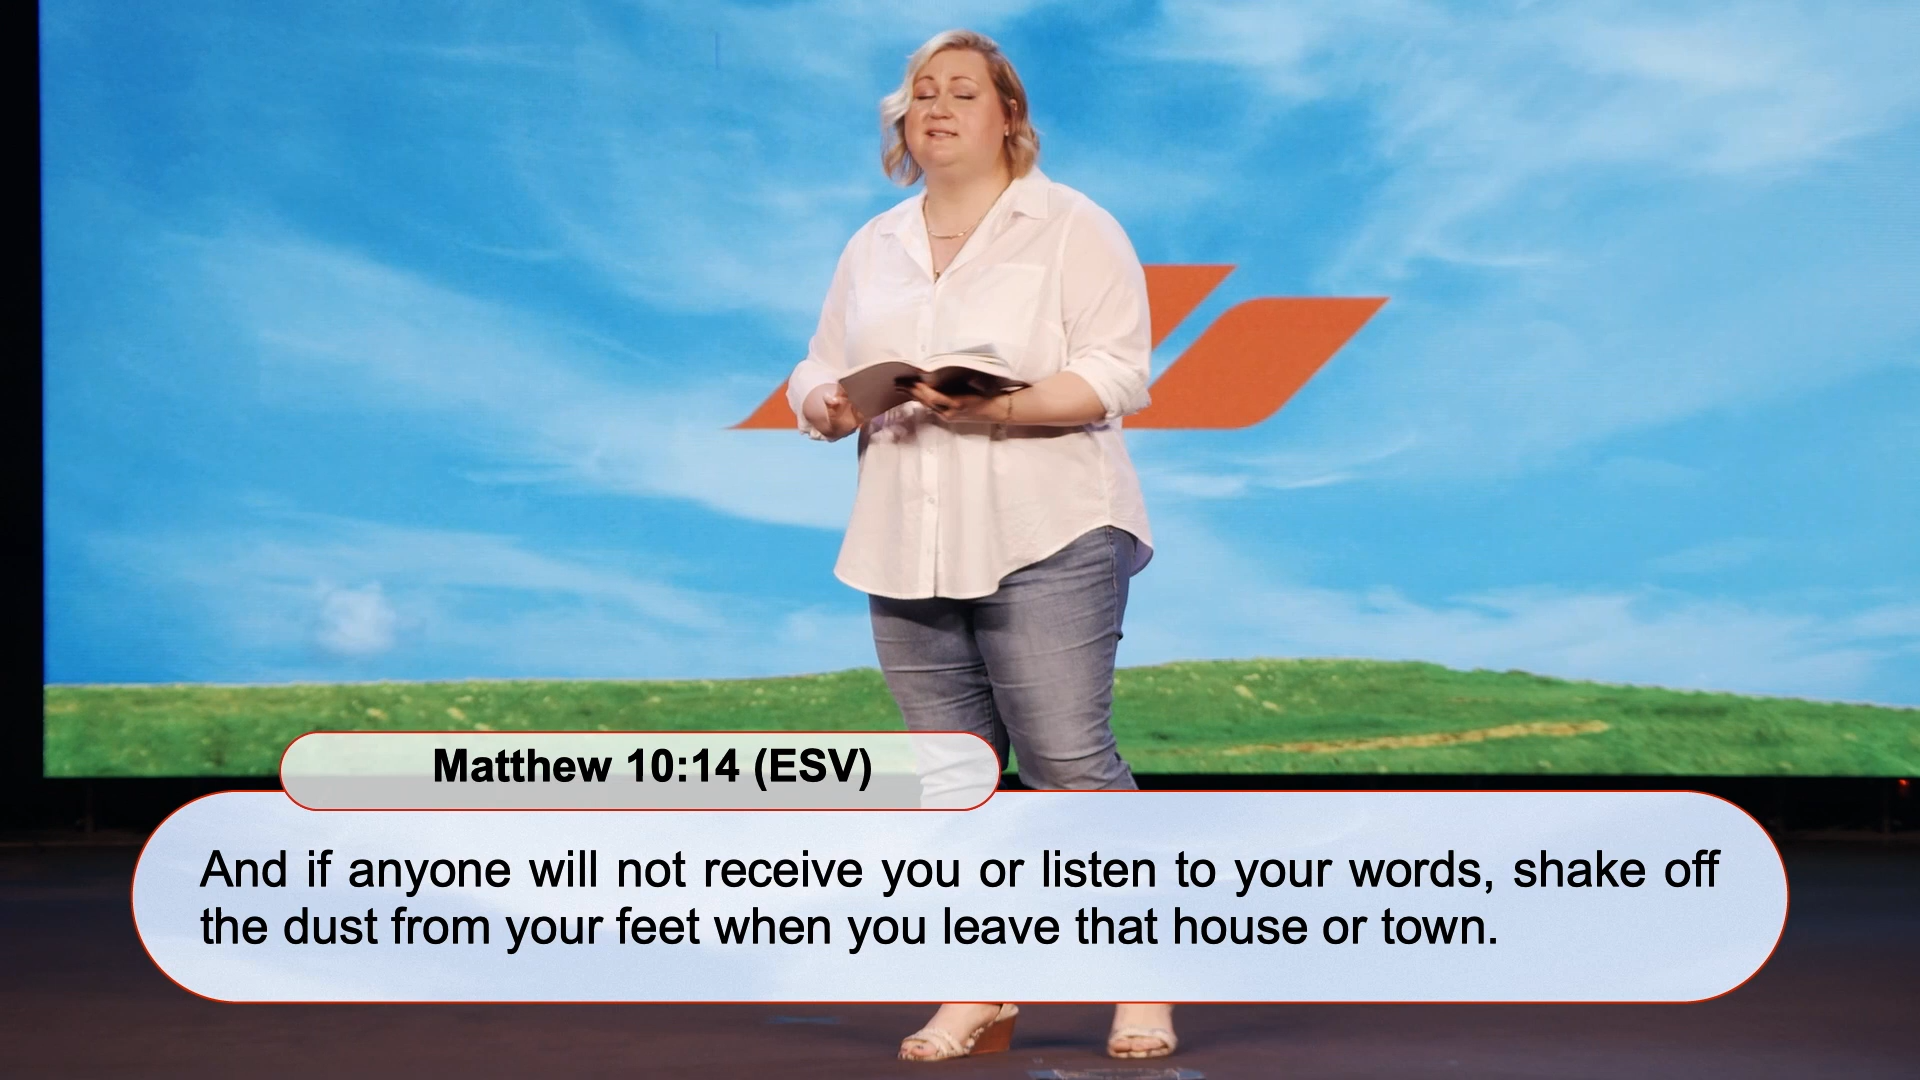 Matthew 10:14 (ESV)
And if anyone will not receive you or listen to your words, shake off
the dust from your feet when you leave that house or town.